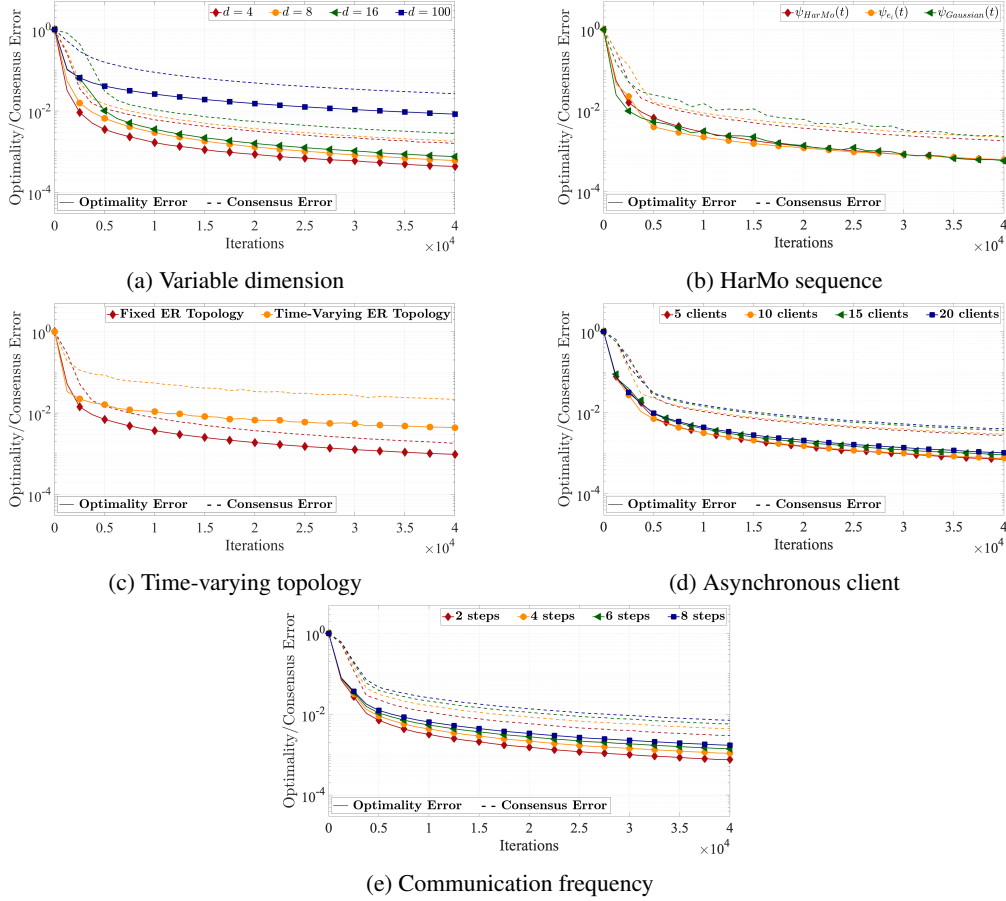 d = 4 d = 8 d = 16 d = 100
Optimality/Consensus Error
10^0
10^-2
10^-4
Optimality Error Consensus Error
0 0.5 1 1.5 2 2.5 3 3.5 4
Iterations
×10^4
(a) Variable dimension
ψ_HarMo(t) ψ_{c_i}(t) ψ_Gaussian(t)
Optimality/Consensus Error
10^0
10^-2
10^-4
Optimality Error Consensus Error
0 0.5 1 1.5 2 2.5 3 3.5 4
Iterations
×10^4
(b) HarMo sequence
Fixed ER Topology Time-Varying ER Topology
Optimality/Consensus Error
10^0
10^-2
10^-4
Optimality Error Consensus Error
0 0.5 1 1.5 2 2.5 3 3.5 4
Iterations
×10^4
(c) Time-varying topology
5 clients 10 clients 15 clients 20 clients
Optimality/Consensus Error
10^0
10^-2
10^-4
Optimality Error Consensus Error
0 0.5 1 1.5 2 2.5 3 3.5 4
Iterations
×10^4
(d) Asynchronous client
2 steps 4 steps 6 steps 8 steps
Optimality/Consensus Error
10^0
10^-2
10^-4
Optimality Error Consensus Error
0 0.5 1 1.5 2 2.5 3 3.5 4
Iterations
×10^4
(e) Communication frequency